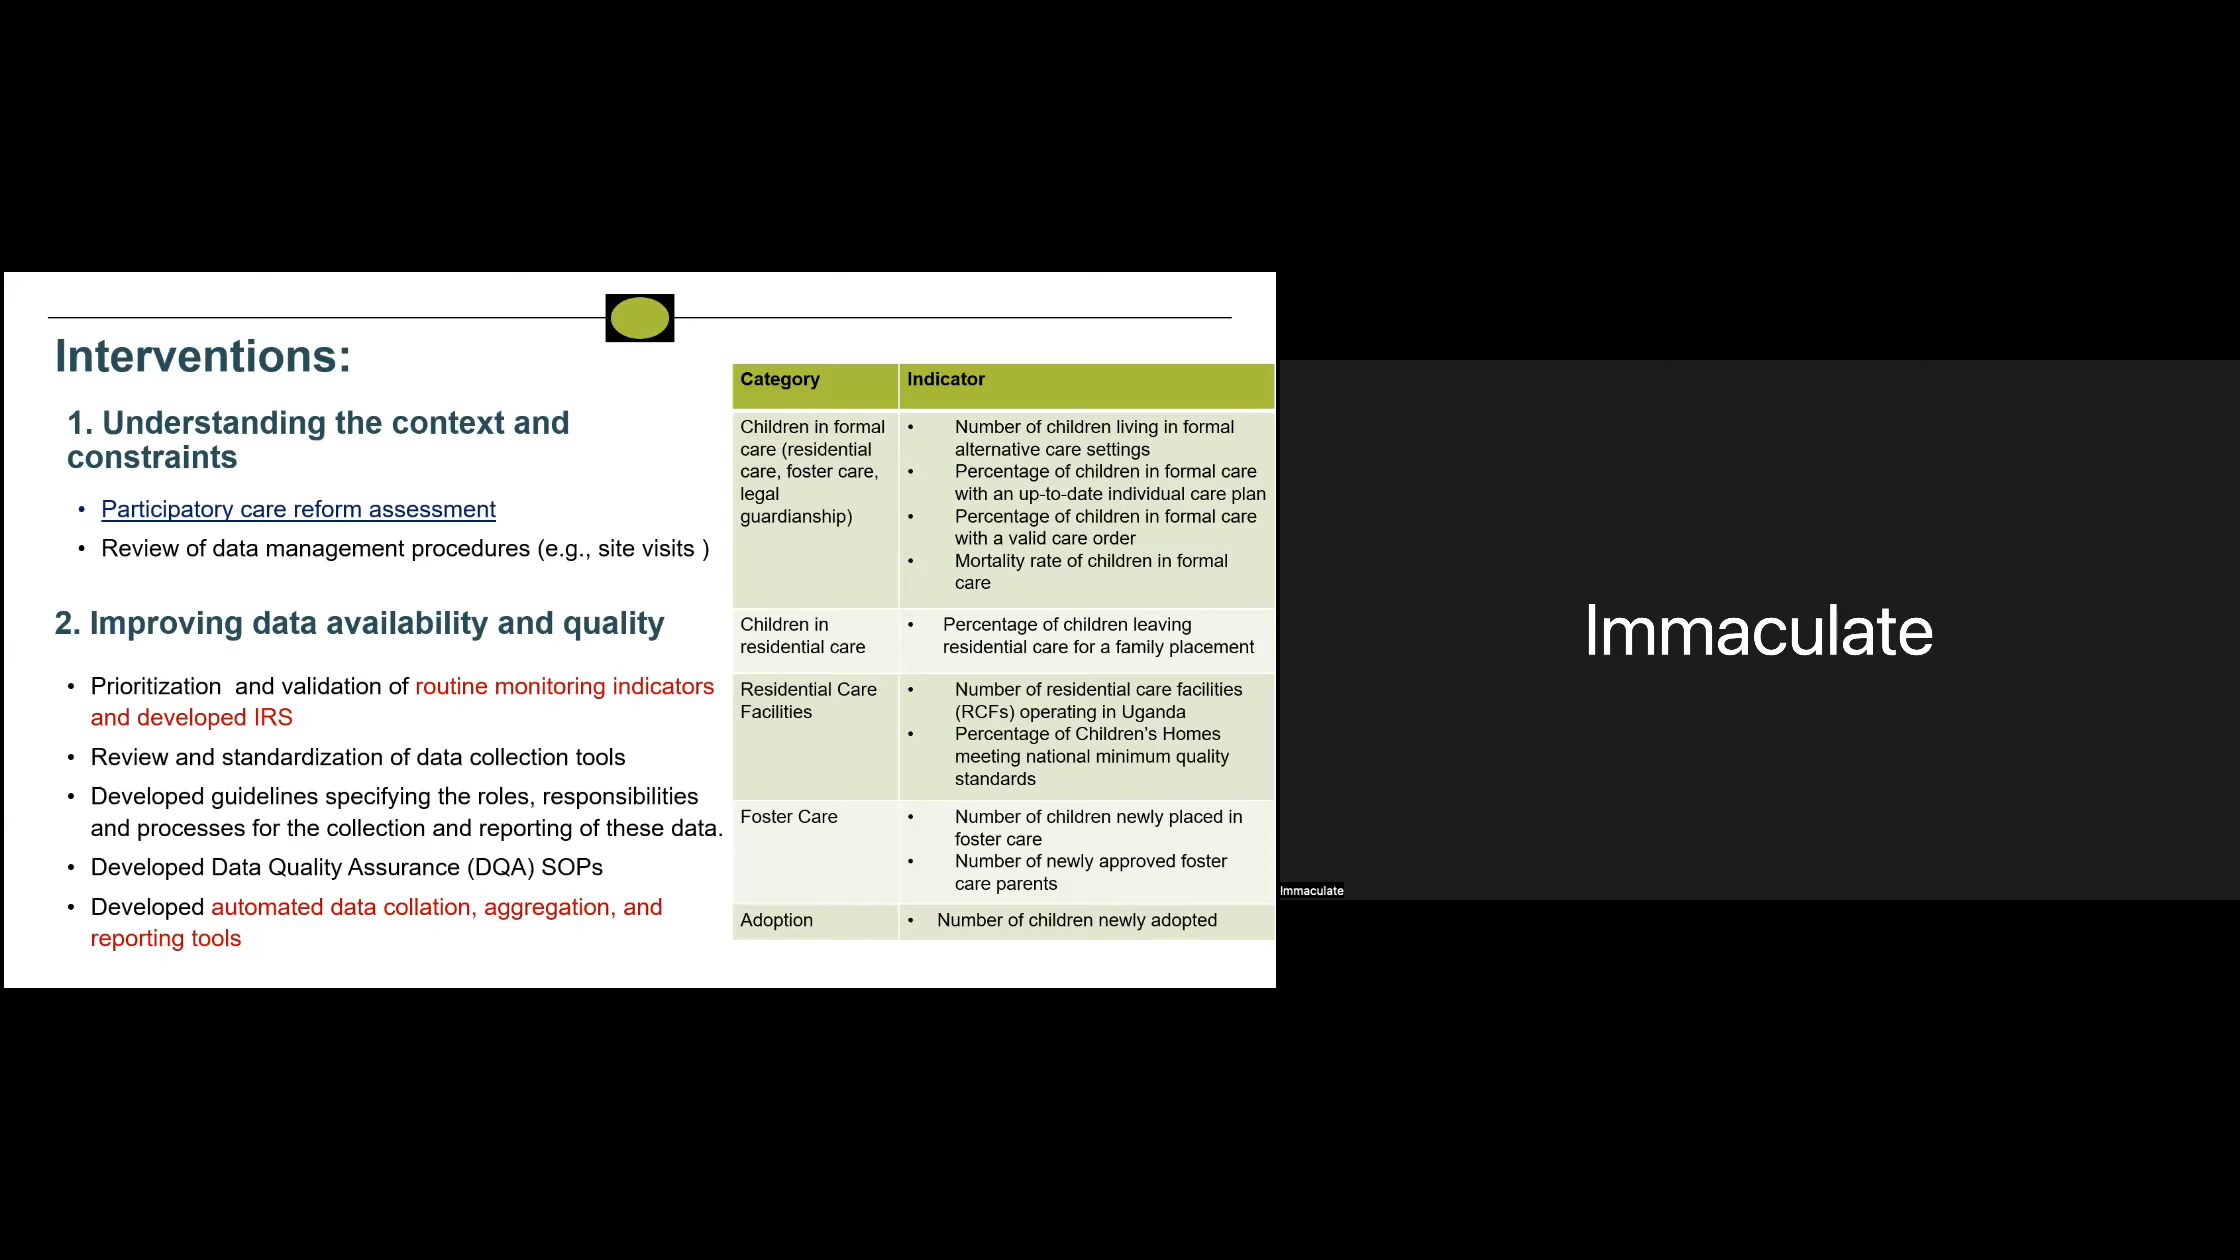 Interventions:
1. Understanding the context and
constraints
• Participatory care reform assessment
• Review of data management procedures (e.g., site visits )
2. Improving data availability and quality
• Prioritization  and validation of routine monitoring indicators
and developed IRS
• Review and standardization of data collection tools
• Developed guidelines specifying the roles, responsibilities
and processes for the collection and reporting of these data.
• Developed Data Quality Assurance (DQA) SOPs
• Developed automated data collation, aggregation, and
reporting tools
Category
Indicator
Children in formal
care (residential
care, foster care,
legal
guardianship)
• Number of children living in formal
alternative care settings
• Percentage of children in formal care
with an up-to-date individual care plan
• Percentage of children in formal care
with a valid care order
• Mortality rate of children in formal
care
Children in
residential care
• Percentage of children leaving
residential care for a family placement
Residential Care
Facilities
• Number of residential care facilities
(RCFs) operating in Uganda
• Percentage of Children’s Homes
meeting national minimum quality
standards
Foster Care
• Number of children newly placed in
foster care
• Number of newly approved foster
care parents
Adoption
• Number of children newly adopted
Immaculate
Immaculate